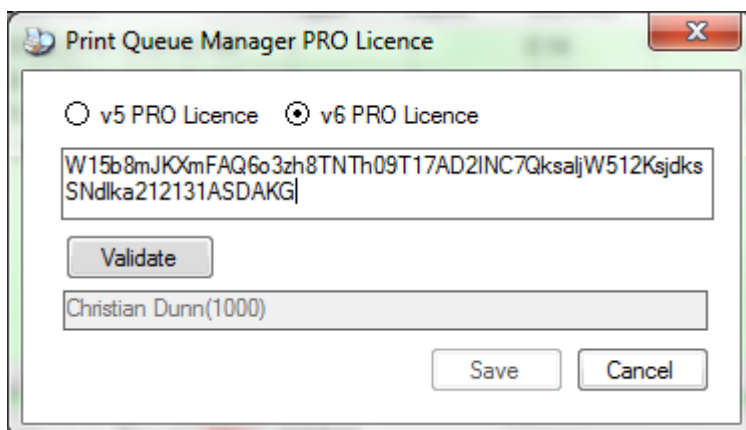 Print Queue Manager PRO Licence
v5 PRO Licence v6 PRO Licence
W15b8mJKXmFAQ6o3zh8TNTh09T17AD2INC7QksaljW512Ksjdks
SNdlka212131ASDAKG
Validate
Christian Dunn(1000)
Save Cancel